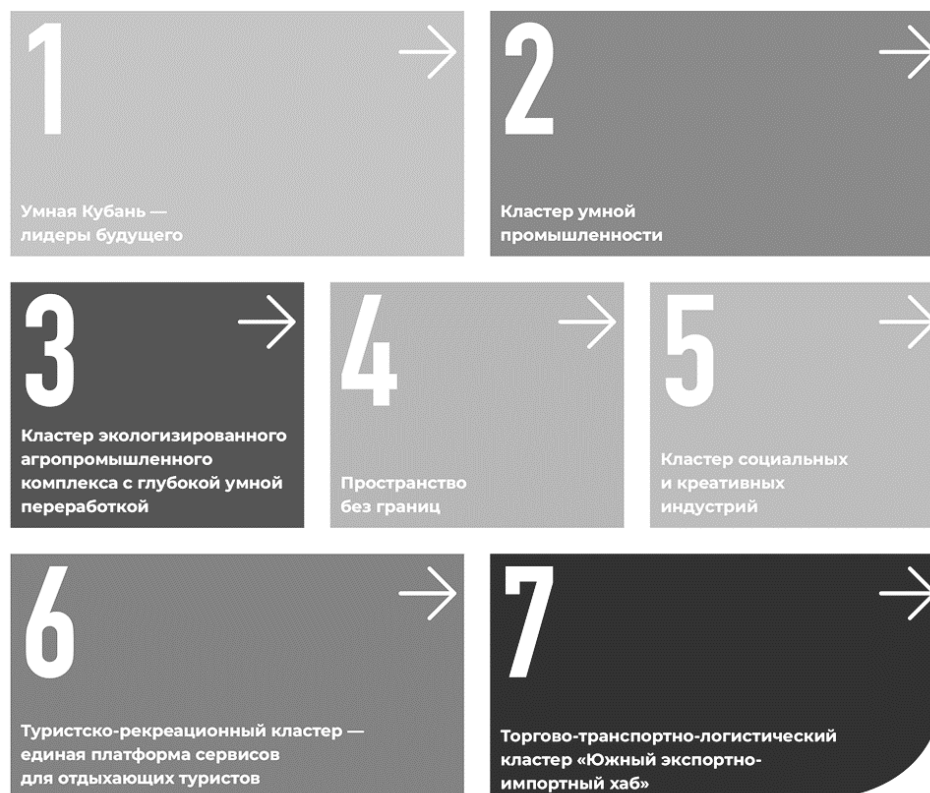 1
Умная Кубань —
лидеры будущего
2
Кластер умной
промышленности
3
Кластер экологизированного
агропромышленного
комплекса с глубокой умной
переработкой
4
Пространство
без границ
5
Кластер социальных
и креативных
индустрий
6
Туристско-рекреационный кластер —
единая платформа сервисов
для отдыхающих туристов
7
Торгово-транспортно-логистический
кластер «Южный экспортно-
импортный хаб»